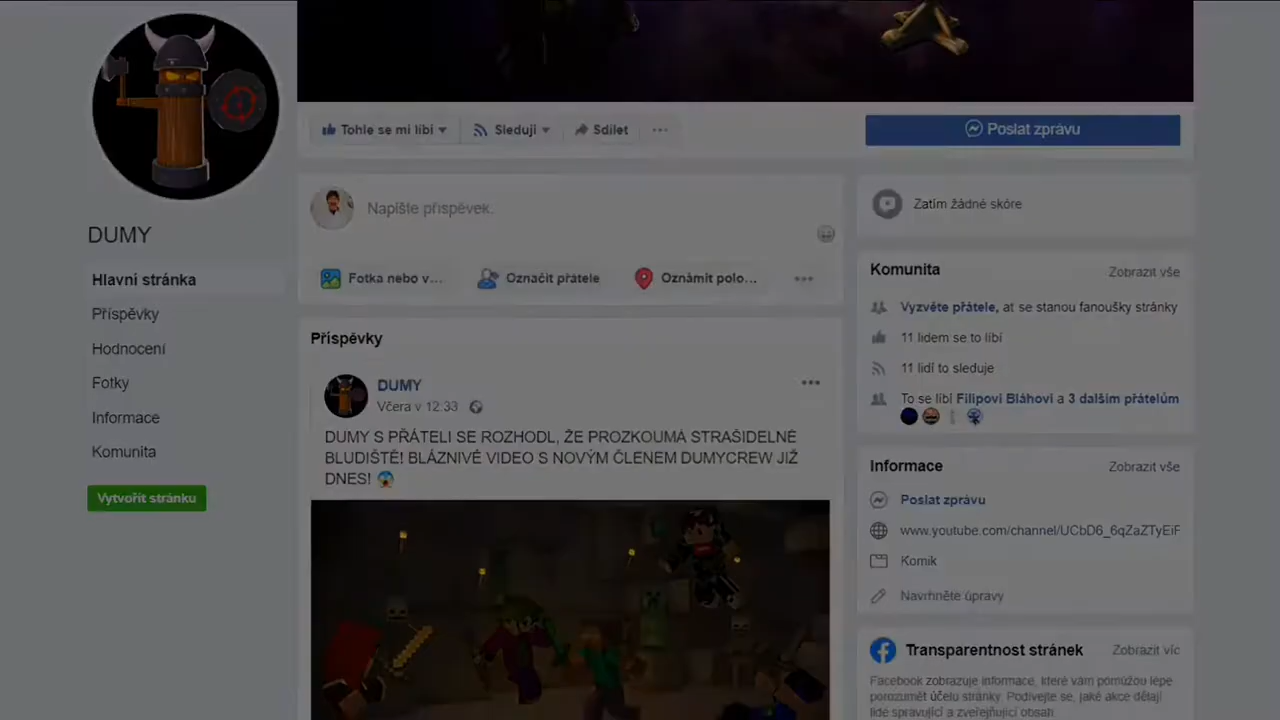 Tohle se mi líbí
Sleduji
Sdílet
Poslat zprávu
DUMY
Hlavní stránka
Příspěvky
Hodnocení
Fotky
Informace
Komunita
Vytvořit stránku
Napište příspěvek.
Fotka nebo v...
Označit přátele
Oznámit polo...
Příspěvky
DUMY
Včera v 12:33
DUMY S PŘÁTELI SE ROZHODL, ŽE PROZKOUMÁ STRAŠIDELNÉ
BLUDIŠTĚ! BLÁZNIVÉ VIDEO S NOVÝM ČLENEM DUMYCREW JIŽ
DNES! 😱
Zatím žádné skóre
Komunita Zobrazit vše
Vyzvěte přátele, at se stanou fanoušky stránky
11 lidem se to líbí
11 lidí to sleduje
To se líbí Filipovi Bláhovi a 3 dalším přátelům
Informace Zobrazit vše
Poslat zprávu
www.youtube.com/channel/UCbD6_6qZaZTyEiF
Komik
Navrhněte úpravy
Transparentnost stránek Zobrazit víc
Facebook zobrazuje informace, které vám pomůžou lépe
porozumět účelu stránky. Podívejte se, jaké akce dělají
lidé spravující a zveřejňující obsah.